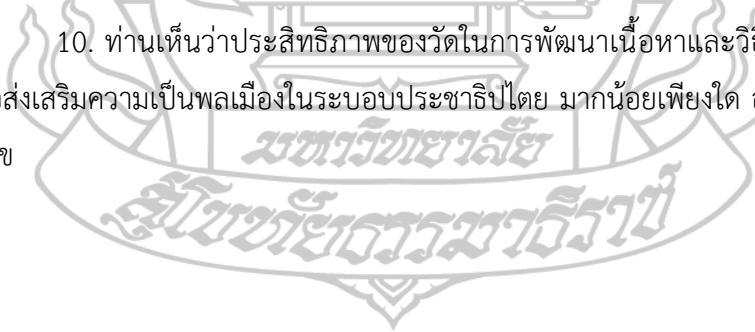 10. ท่านเห็นว่าประสิทธิภาพของวัดในการพัฒนาเนื้อหาและวิธี
ส่งเสริมความเป็นพลเมืองในระบอบประชาธิปไตย มากน้อยเพียงใด
ข
มหาวิทยาลัย
สุโขทัยธรรมาธิราช